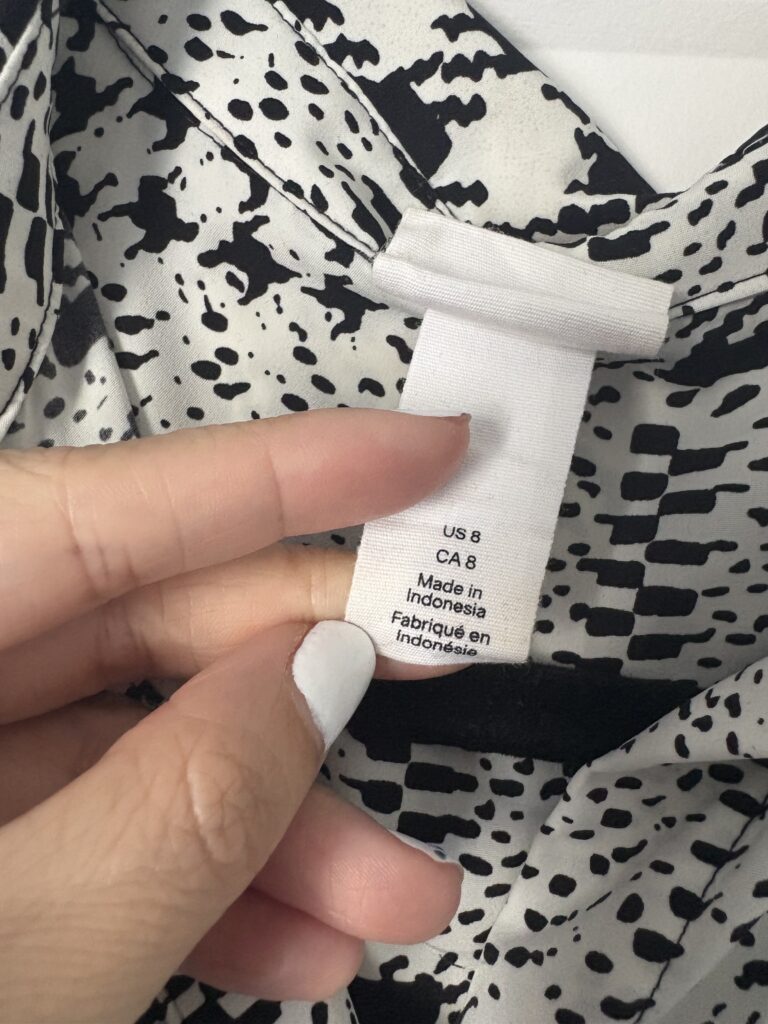 US 8
CA 8
Made in
Indonesia
Fabriqué en
Indonésie